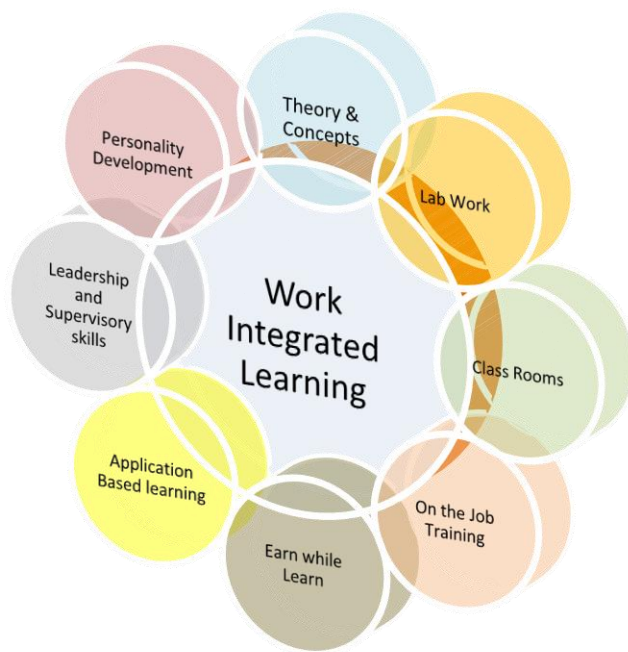 Theory &
Concepts
Lab Work
Class Rooms
On the Job
Training
Earn while
Learn
Application
Based learning
Leadership
and
Supervisory
skills
Personality
Development
Work
Integrated
Learning